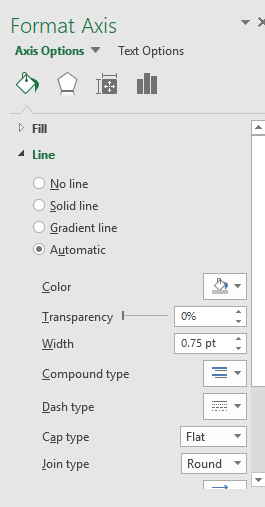 Format Axis
Axis Options Text Options
Fill
Line
No line
Solid line
Gradient line
Automatic
Color
Transparency 0%
Width 0.75 pt
Compound type
Dash type
Cap type Flat
Join type Round